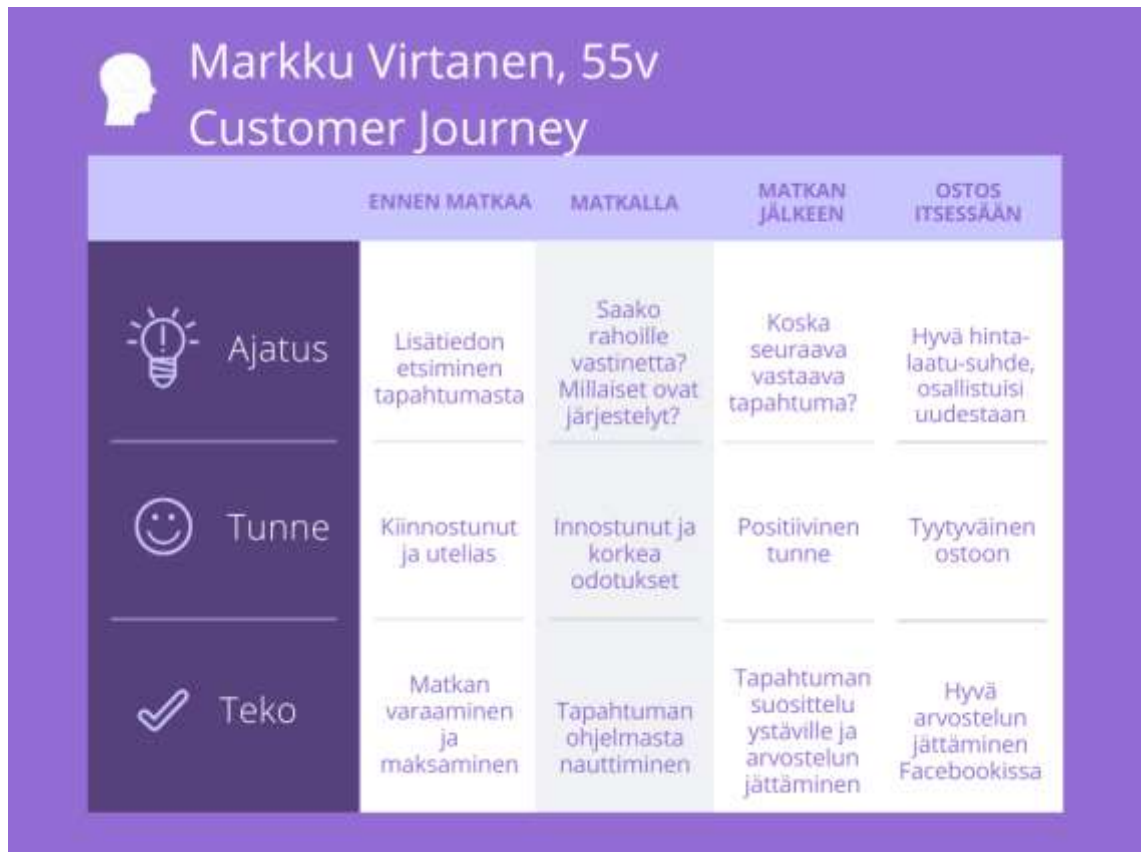 Markku Virtanen, 55v
Customer Journey
ENNEN MATKAA
MATKALLA
MATKAN
JÄLKEEN
OSTOS
ITSESSÄÄN
Ajatus
Lisätiedon
etsiminen
tapahtumasta
Saako
rahoille
vastinetta?
Millaiset ovat
järjestelyt?
Koska
seuraava
vastaava
tapahtuma?
Hyvä hinta-
laatu-suhde,
osallistuisi
uudestaan
Tunne
Kiinnostunut
ja utelias
Innostunut ja
korkea
odotukset
Positiivinen
tunne
Tyytyväinen
ostoon
Teko
Matkan
varaaminen
ja
maksaminen
Tapahtuman
ohjelmasta
nauttiminen
Tapahtuman
suosittelu
ystäville ja
arvostelun
jättäminen
Hyvä
arvostelun
jättäminen
Facebookissa